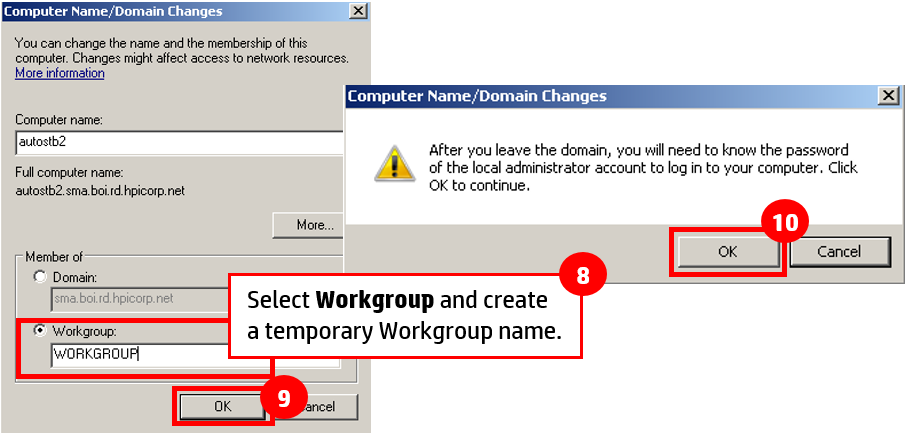 Computer Name/Domain Changes
You can change the name and the membership of this
computer. Changes might affect access to network resources.
More information
Computer name:
autostb2
Full computer name:
autostb2.sma.boi.rd.hpicorp.net
More...
Member of
Domain:
sma.boi.rd.hpicorp.net
Workgroup:
WORKGROUP
OK
Cancel
9
8
Select Workgroup and create
a temporary Workgroup name.
Computer Name/Domain Changes
After you leave the domain, you will need to know the password
of the local administrator account to log in to your computer. Click
OK to continue.
10
OK
Cancel